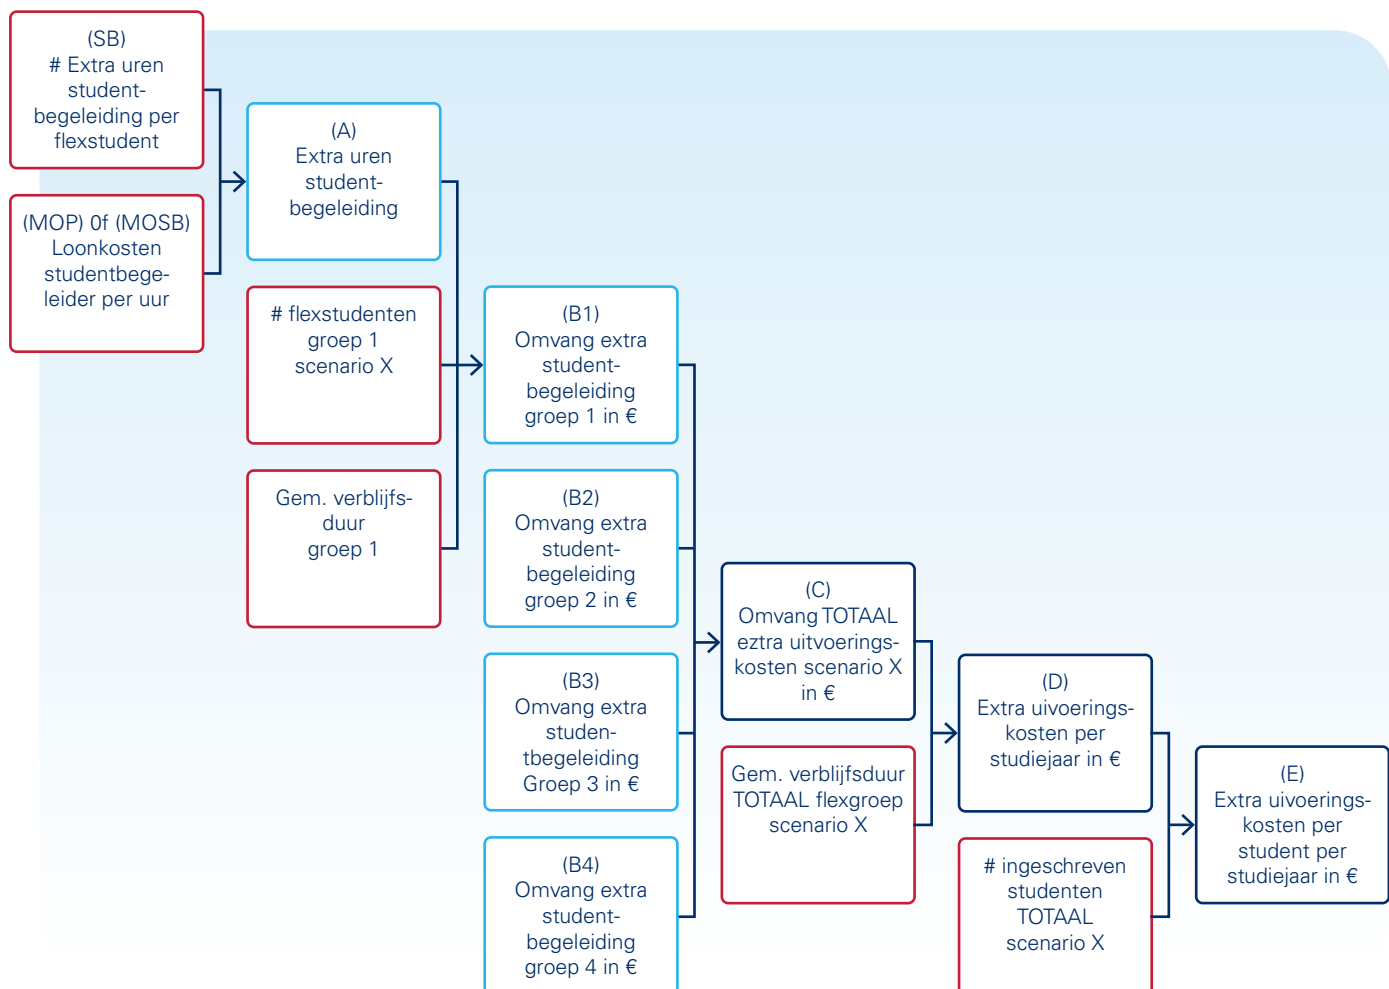 (SB)
# Extra uren
student-
begeleiding per
flexstudent
(MOP) 0f (MOSB)
Loonkosten
studentbege-
leider per uur
(A)
Extra uren
student-
begeleiding
# flexstudenten
groep 1
scenario X
Gem. verblijfs-
duur
groep 1
(B1)
Omvang extra
student-
begeleiding
groep 1 in €
(B2)
Omvang extra
student-
begeleiding
groep 2 in €
(B3)
Omvang extra
studen-
tbegeleiding
Groep 3 in €
(B4)
Omvang extra
student-
begeleiding
groep 4 in €
(C)
Omvang TOTAAL
eztra uitvoerings-
kosten scenario X
in €
Gem. verblijfsduur
TOTAAL flexgroep
scenario X
(D)
Extra uivoerings-
kosten per
studiejaar in €
# ingeschreven
studenten
TOTAAL
scenario X
(E)
Extra uivoerings-
kosten per
student per
studiejaar in €